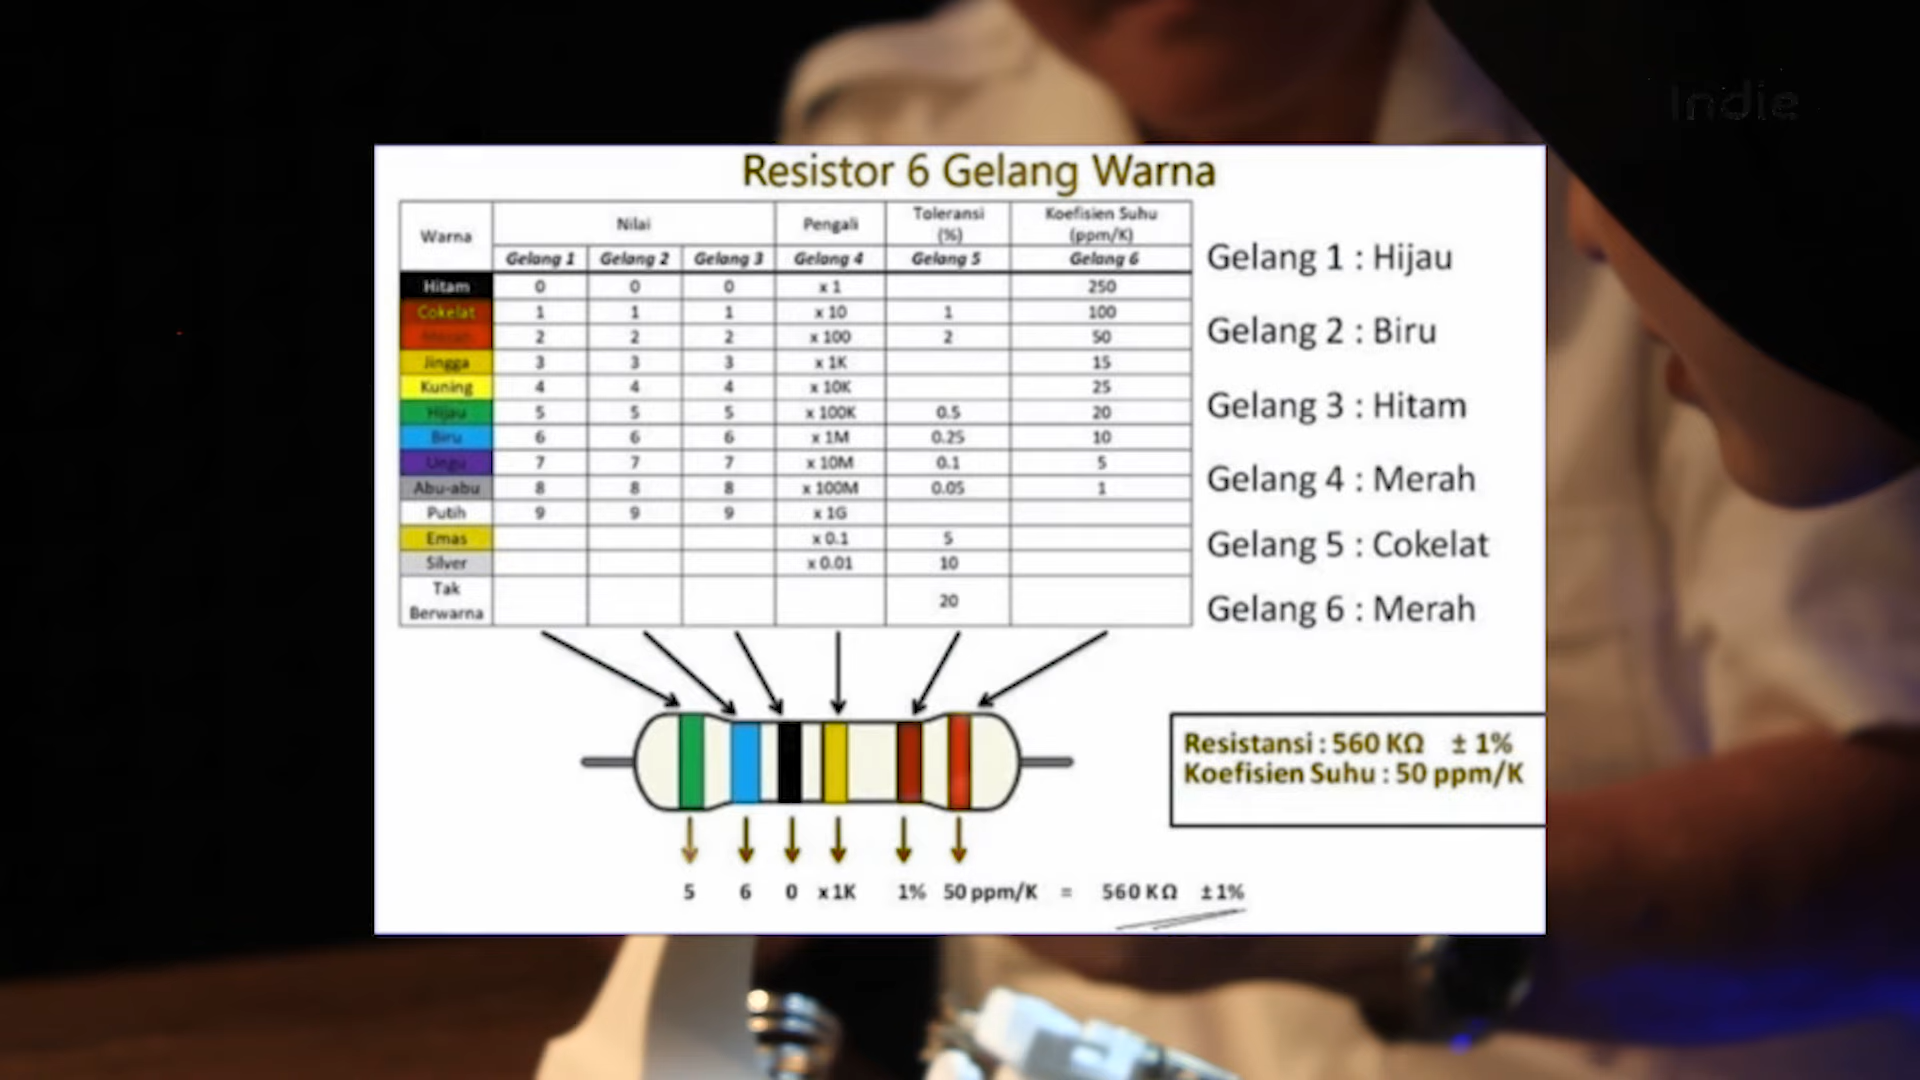 Indie
Resistor 6 Gelang Warna
Warna Nilai Pengali Toleransi (%) Koefisien Suhu (ppm/K)
Gelang 1 Gelang 2 Gelang 3 Gelang 4 Gelang 5 Gelang 6
Hitam 0 0 0 x 1 250
Cokelat 1 1 1 x 10 1 100
Merah 2 2 2 x 100 2 50
Jingga 3 3 3 x 1K 15
Kuning 4 4 4 x 10K 25
Hijau 5 5 5 x 100K 0.5 20
Biru 6 6 6 x 1M 0.25 10
Ungu 7 7 7 x 10M 0.1 5
Abu-abu 8 8 8 x 100M 0.05 1
Putih 9 9 9 x 1G
Emas x 0.1 5
Silver x 0.01 10
Tak Berwarna 20
Gelang 1 : Hijau
Gelang 2 : Biru
Gelang 3 : Hitam
Gelang 4 : Merah
Gelang 5 : Cokelat
Gelang 6 : Merah
Resistansi : 560 KΩ ± 1%
Koefisien Suhu : 50 ppm/K
5 6 0 x 1K 1% 50 ppm/K = 560 KΩ ±1%